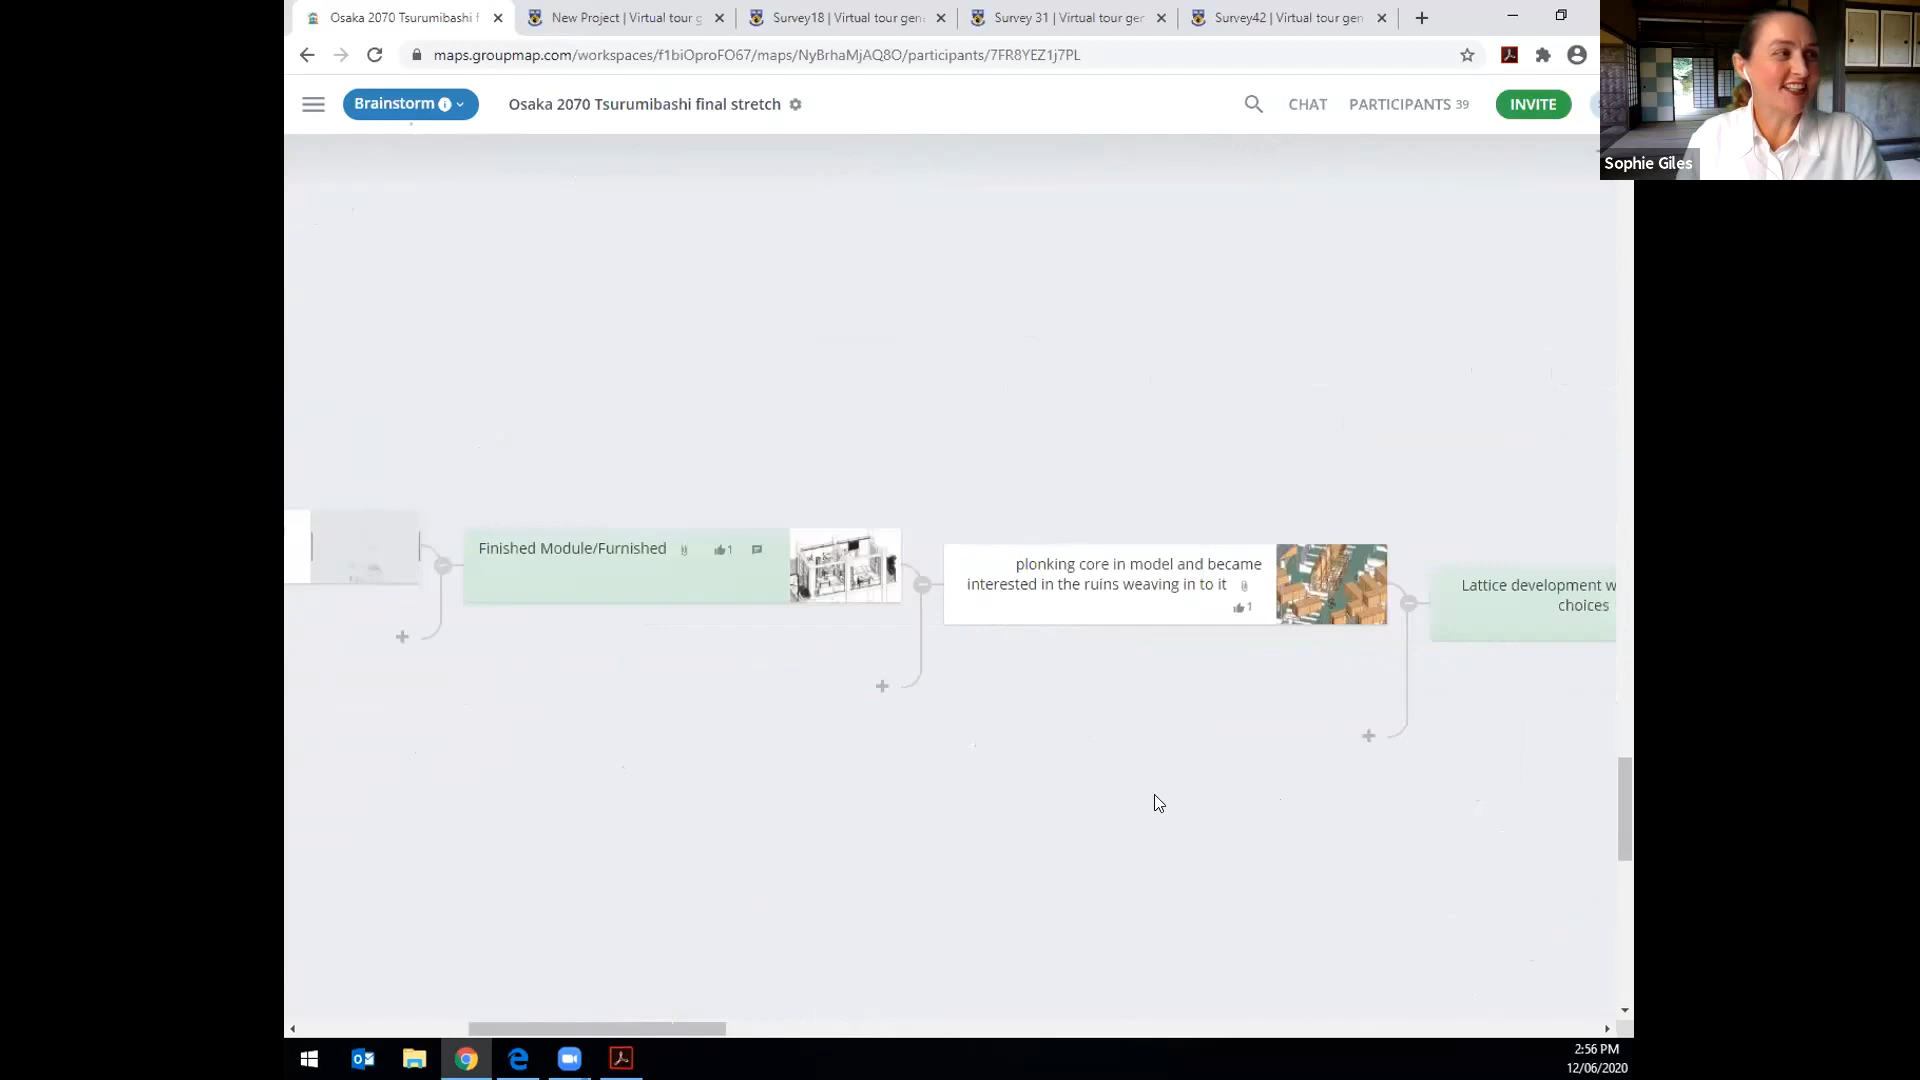 Osaka 2070 Tsurumibashi f
New Project | Virtual tour g
Survey18 | Virtual tour gen
Survey 31 | Virtual tour ger
Survey42 | Virtual tour gen
maps.groupmap.com/workspaces/f1biOproFO67/maps/NyBrhaMjAQ8O/participants/7FR8YEZ1j7PL
Brainstorm
Osaka 2070 Tsurumibashi final stretch
CHAT
PARTICIPANTS 39
INVITE
Sophie Giles
Finished Module/Furnished
1
plonking core in model and became
interested in the ruins weaving in to it
1
Lattice development w
choices
2:56 PM
12/06/2020